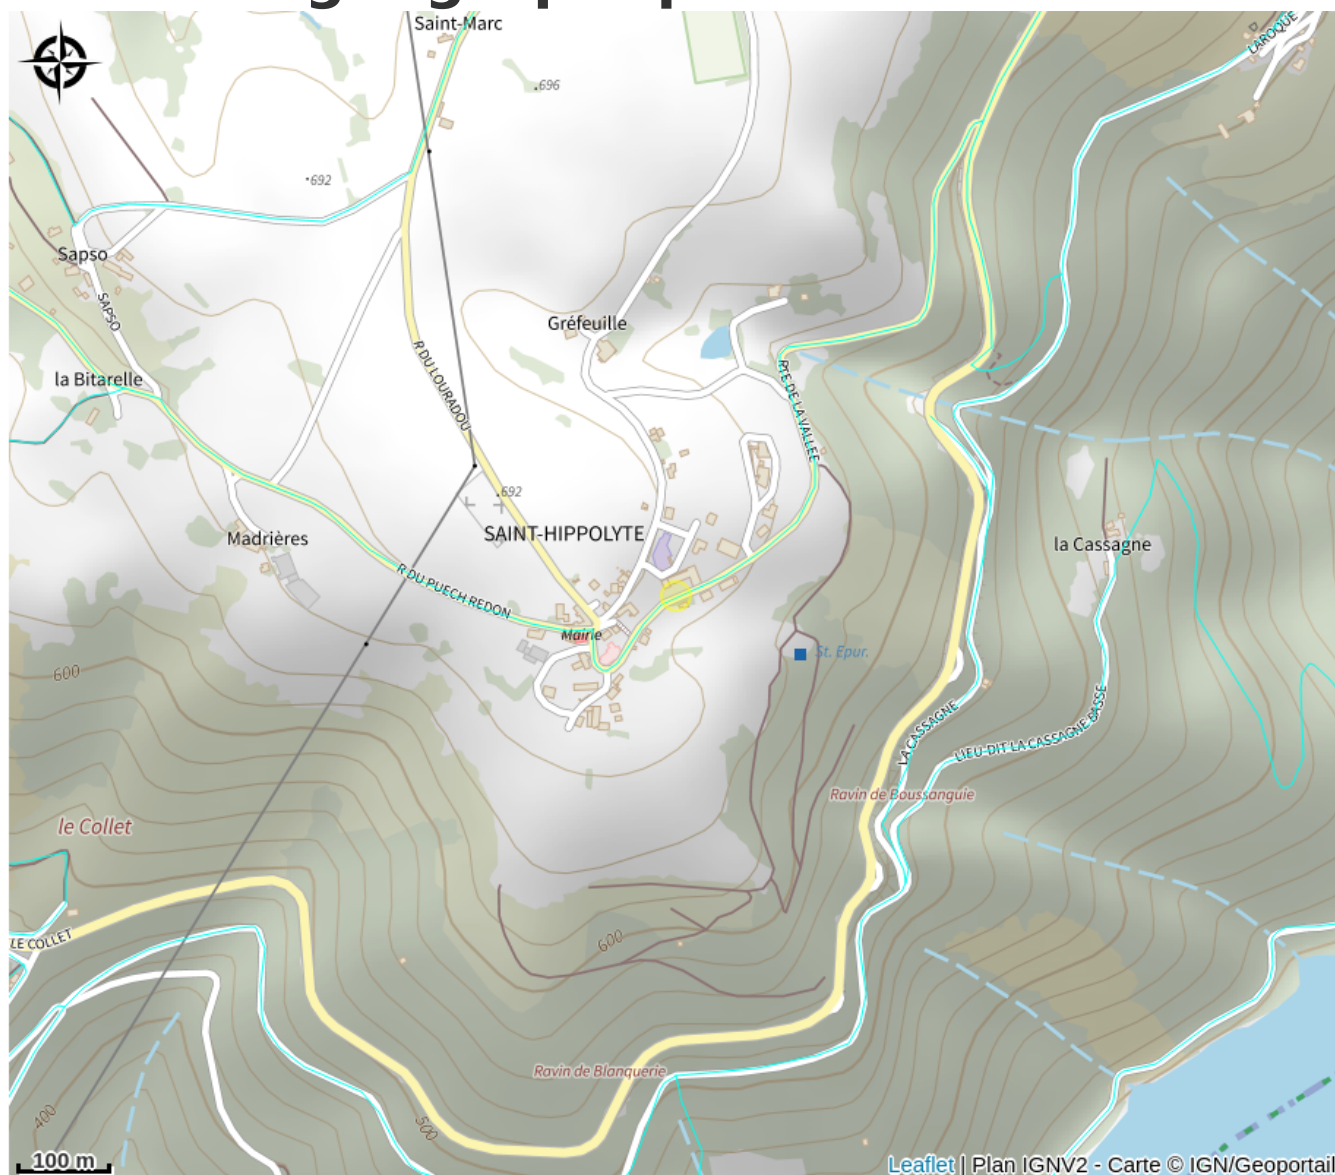 Saint-Marc
LAROQUE
696
692
Sapso
SAPSO
Gréfeuille
R DU LOURADOU
la Bitarelle
RTE DE LA VALLEE
692
SAINT-HIPPOLYTE
Madrières
la Cassagne
R DU PUECH REDON
Mairie
St. Epur.
600
LA CASSAGNE
LIEU-DIT LA CASSAGNE BASSE
Ravin de Boussanguie
le Collet
LE COLLET
600
Ravin de Blanquerie
400
500
100 m
Leaflet | Plan IGNV2 - Carte © IGN/Geoportail